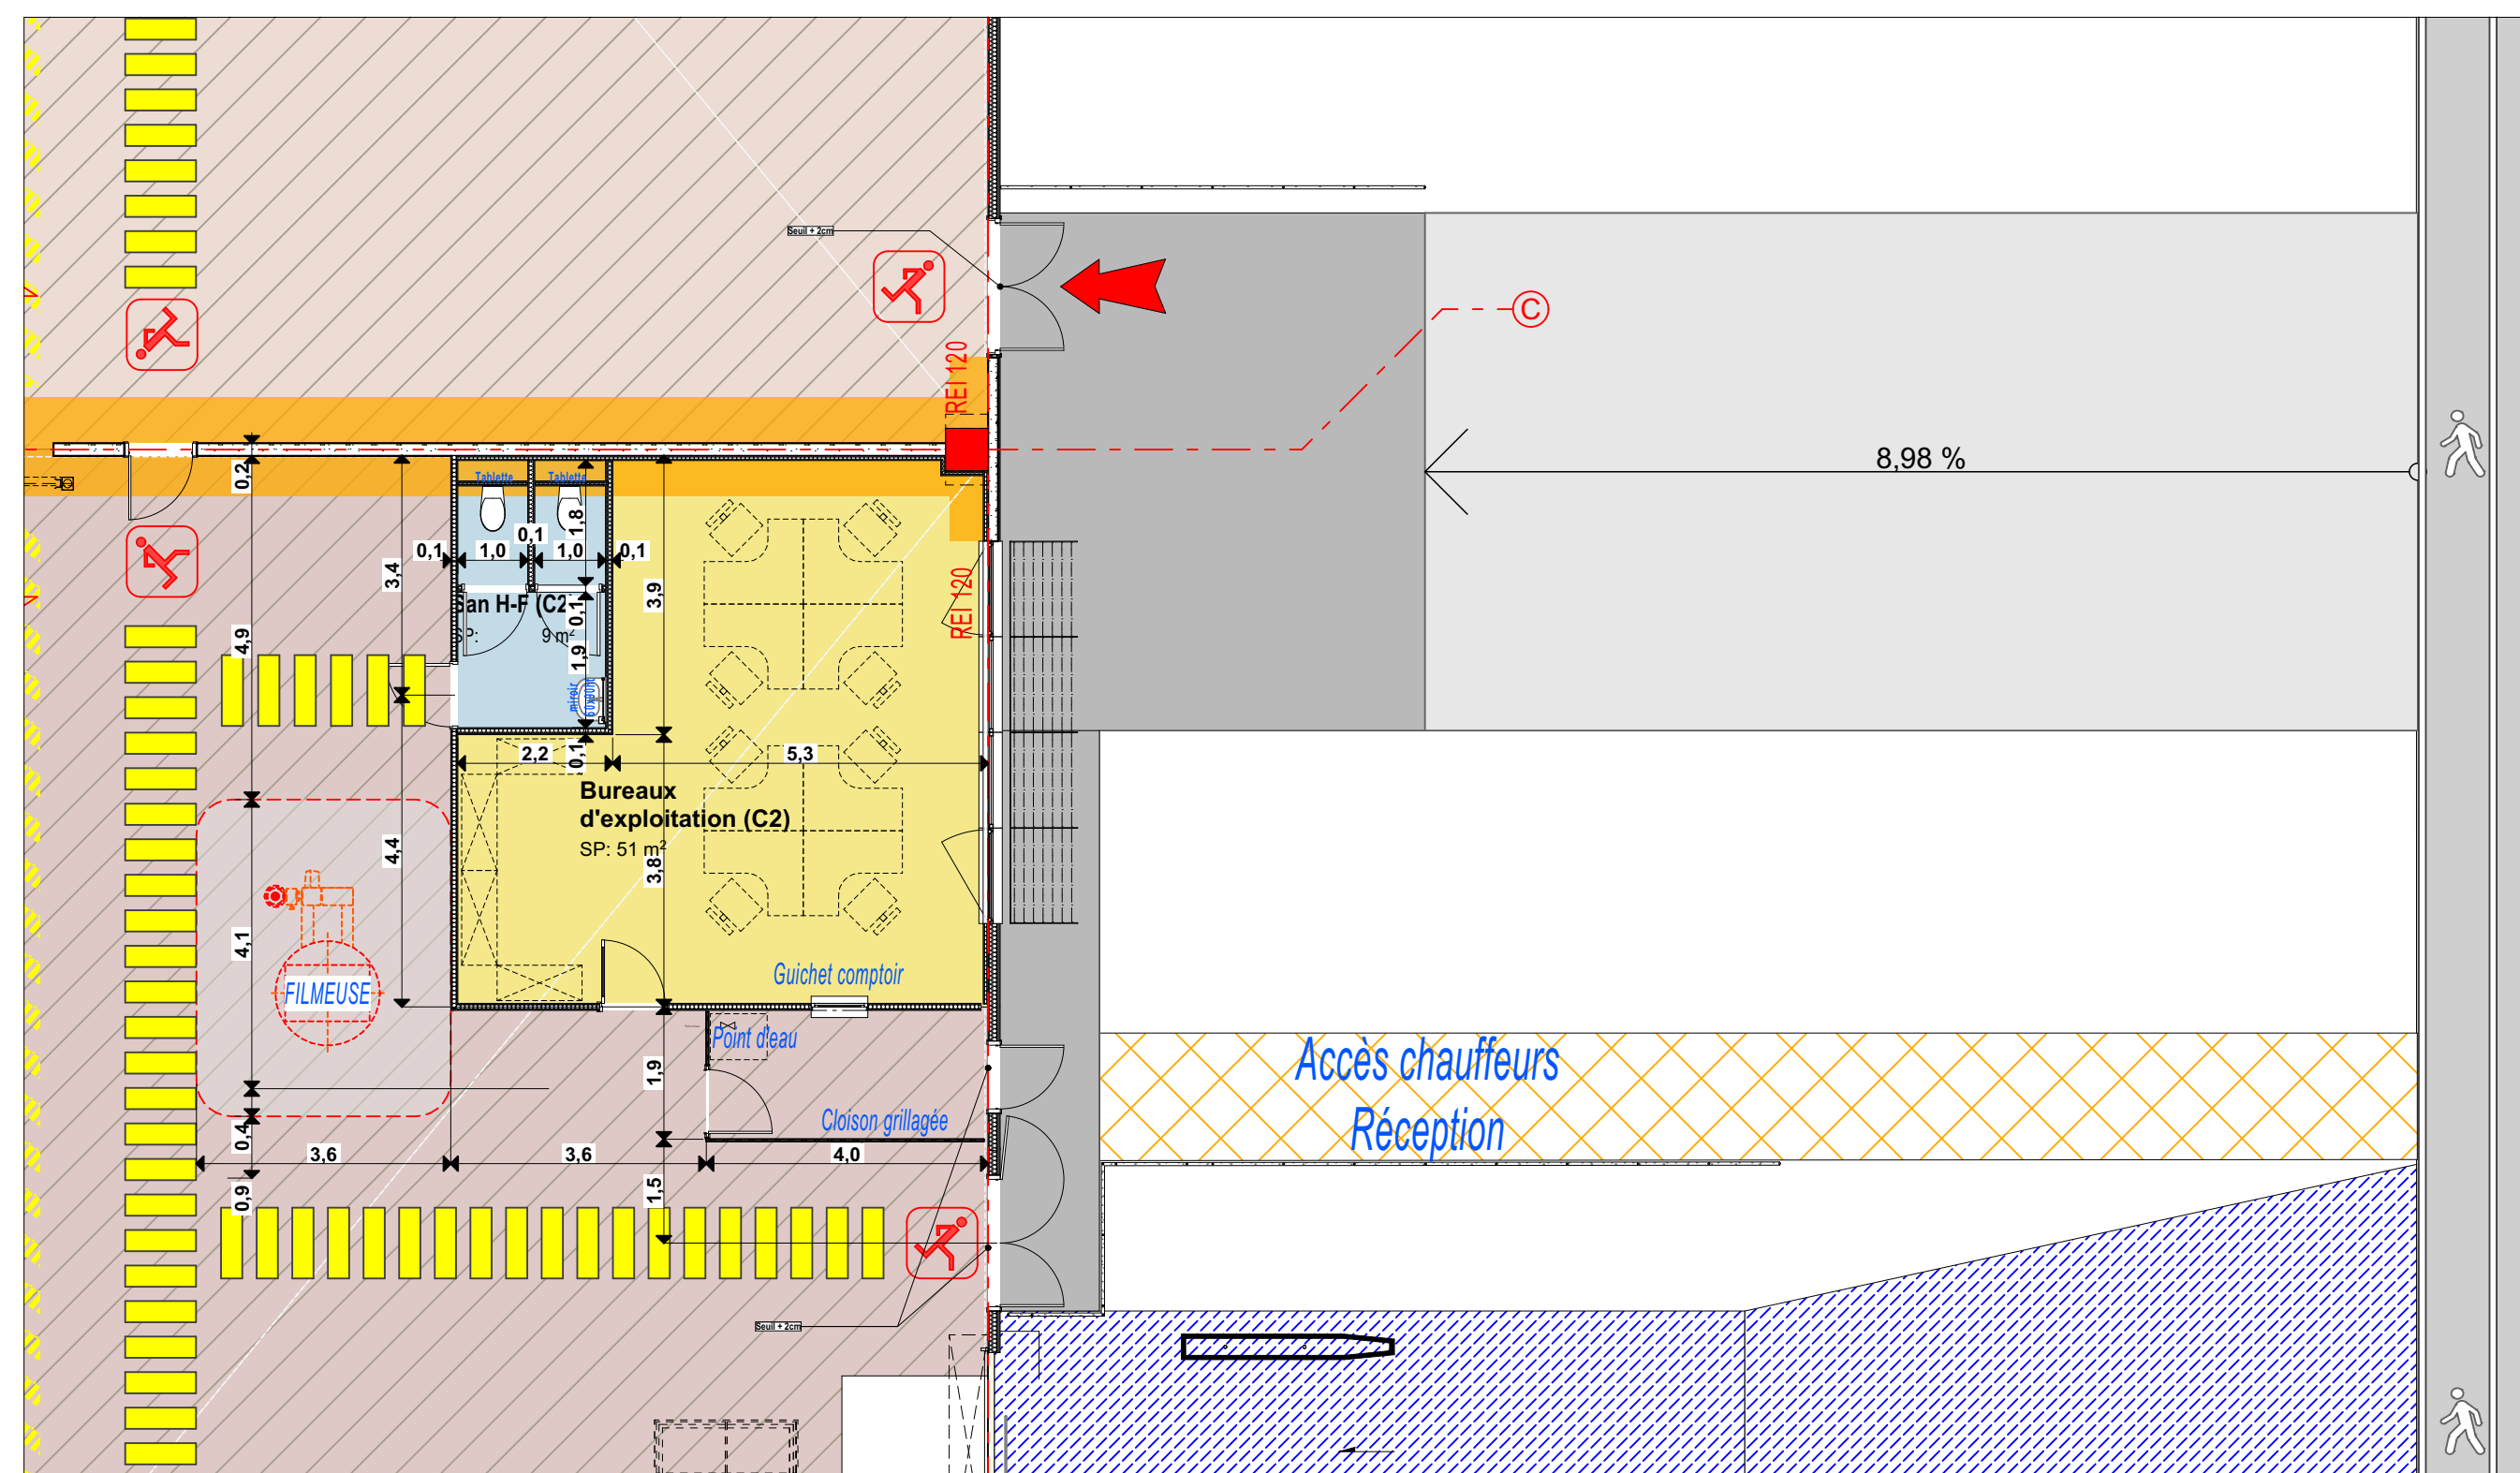 Seuil + 2cm
C
REI 120
8,98 %
0,2
Tablette
Tablette
1,8
0,1
0,1
1,0
1,0
0,1
3,4
3,9
REI 120
San H-F (C2
0,1
SP: 9 m²
4,9
1,9
miroir
60x
2,2
0,1
5,3
Bureaux
d'exploitation (C2)
SP: 51 m²
4,4
3,8
4,1
Guichet comptoir
FILMEUSE
Point d'eau
Accès chauffeurs
Réception
1,9
Cloison grillagée
0,4
3,6
3,6
4,0
0,9
1,5
Seuil + 2cm